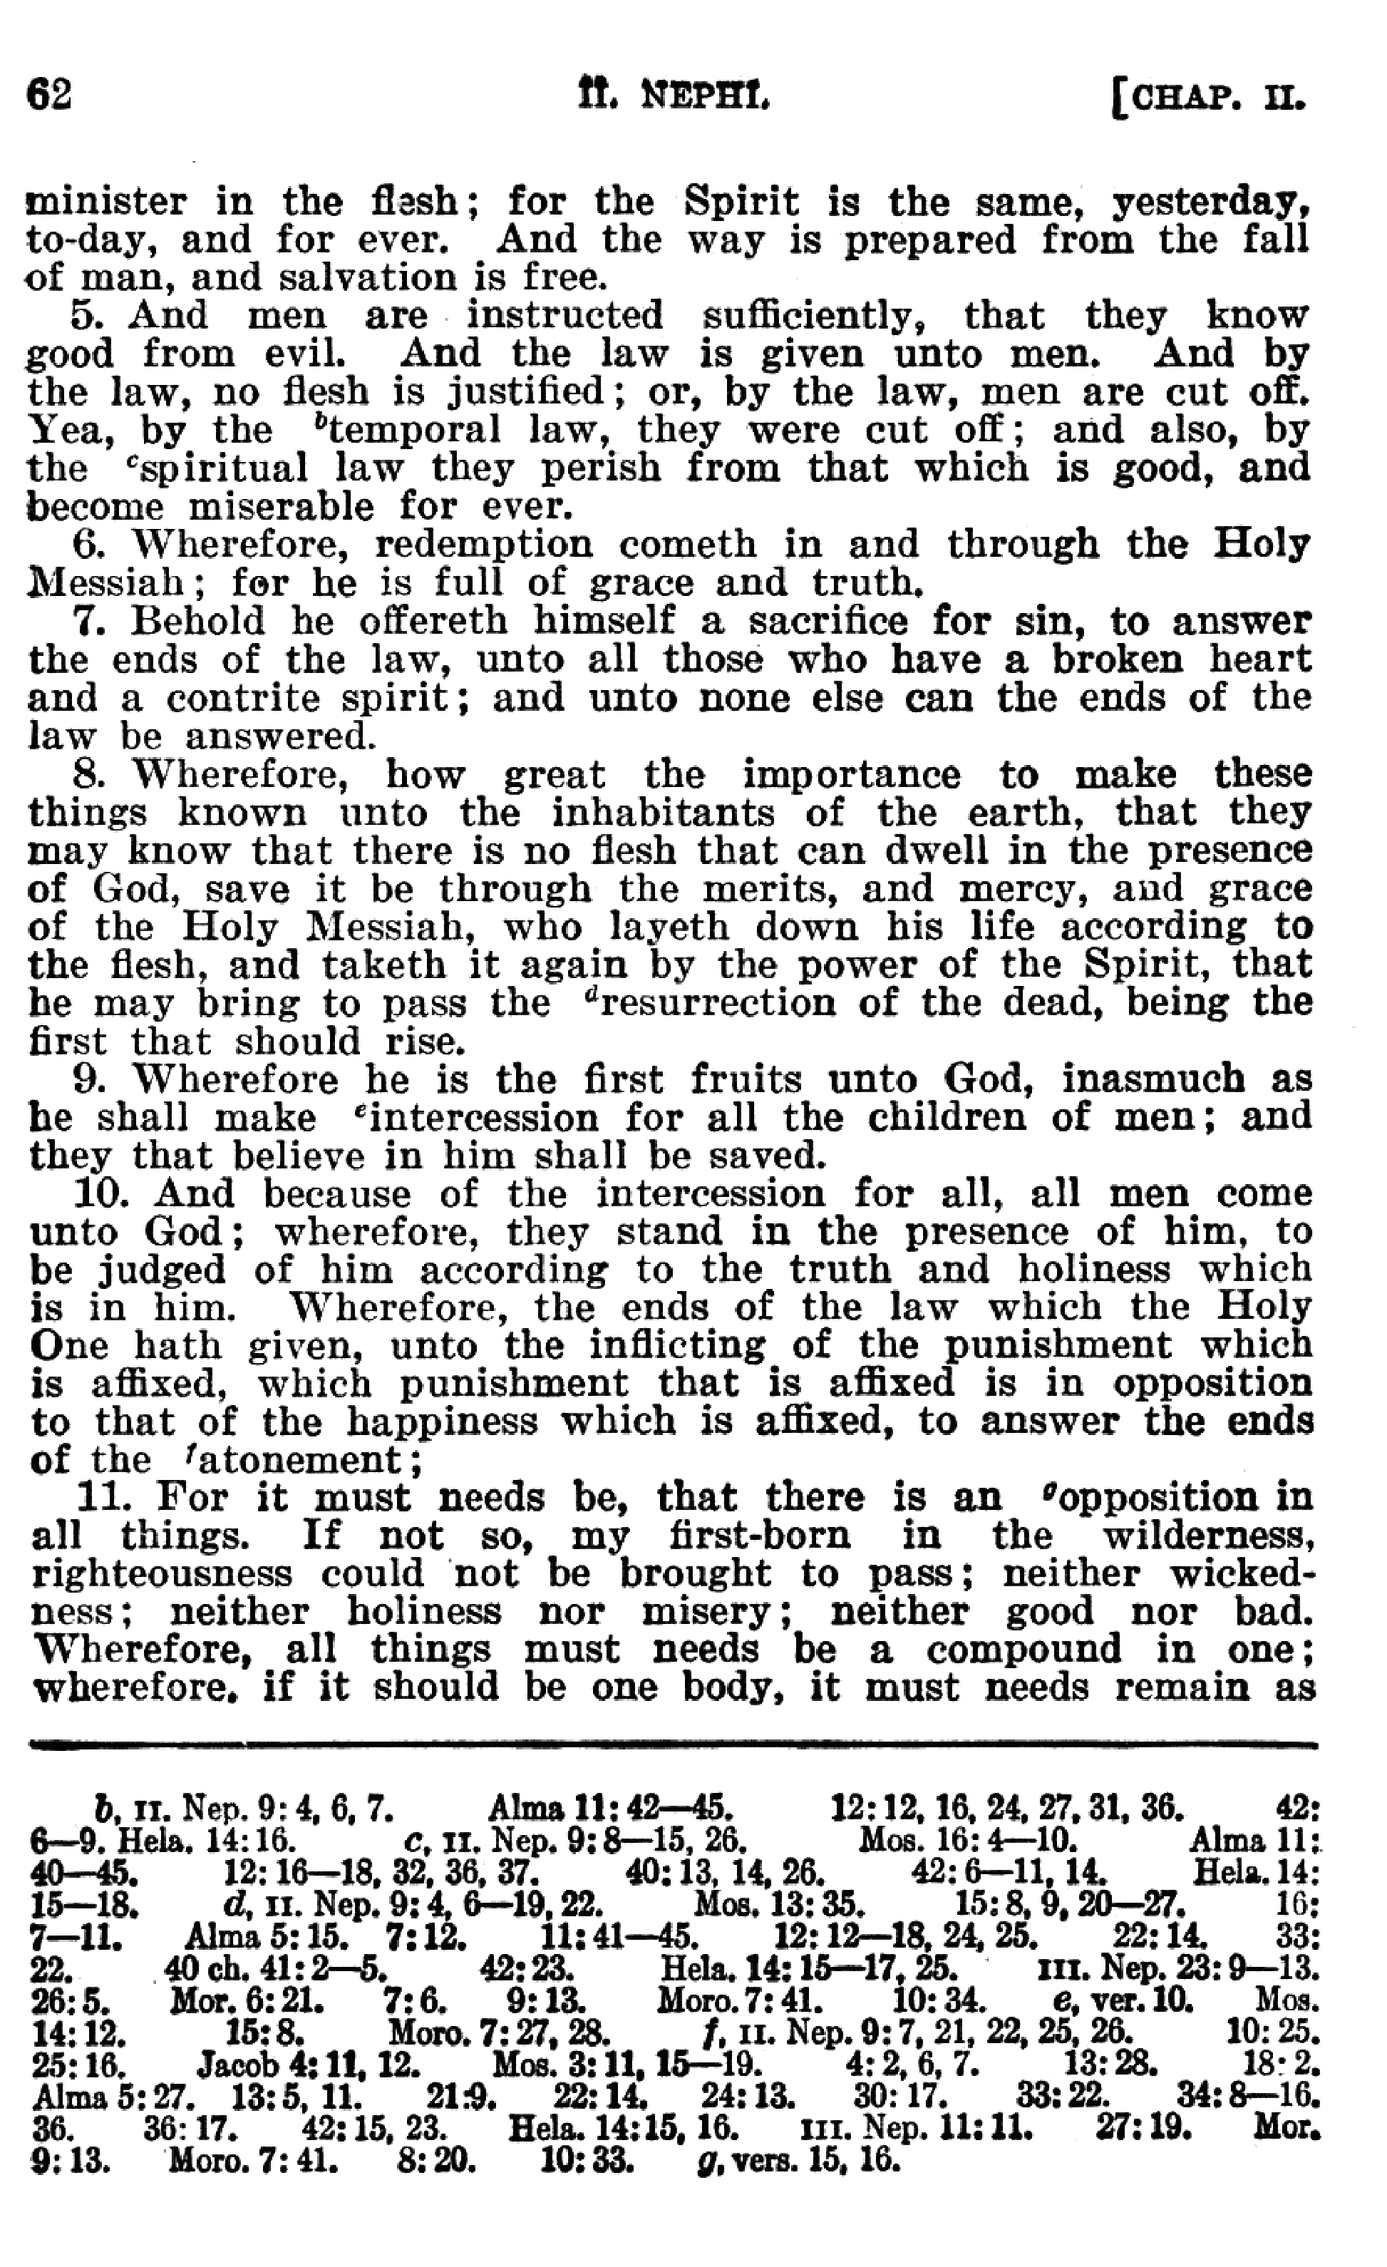 62 II. NEPHI. [CHAP. II.
minister in the flesh; for the Spirit is the same, yesterday,
to-day, and for ever. And the way is prepared from the fall
of man, and salvation is free.
5. And men are instructed sufficiently, that they know
good from evil. And the law is given unto men. And by
the law, no flesh is justified; or, by the law, men are cut off.
Yea, by the ᵇtemporal law, they were cut off; and also, by
the ᶜspiritual law they perish from that which is good, and
become miserable for ever.
6. Wherefore, redemption cometh in and through the Holy
Messiah; for he is full of grace and truth.
7. Behold he offereth himself a sacrifice for sin, to answer
the ends of the law, unto all those who have a broken heart
and a contrite spirit; and unto none else can the ends of the
law be answered.
8. Wherefore, how great the importance to make these
things known unto the inhabitants of the earth, that they
may know that there is no flesh that can dwell in the presence
of God, save it be through the merits, and mercy, and grace
of the Holy Messiah, who layeth down his life according to
the flesh, and taketh it again by the power of the Spirit, that
he may bring to pass the ᵈresurrection of the dead, being the
first that should rise.
9. Wherefore he is the first fruits unto God, inasmuch as
he shall make ᵉintercession for all the children of men; and
they that believe in him shall be saved.
10. And because of the intercession for all, all men come
unto God; wherefore, they stand in the presence of him, to
be judged of him according to the truth and holiness which
is in him. Wherefore, the ends of the law which the Holy
One hath given, unto the inflicting of the punishment which
is affixed, which punishment that is affixed is in opposition
to that of the happiness which is affixed, to answer the ends
of the ᶠatonement;
11. For it must needs be, that there is an ᵍopposition in
all things. If not so, my first-born in the wilderness,
righteousness could not be brought to pass; neither wicked-
ness; neither holiness nor misery; neither good nor bad.
Wherefore, all things must needs be a compound in one;
wherefore, if it should be one body, it must needs remain as
b, II. Nep. 9: 4, 6, 7. Alma 11: 42—45. 12: 12, 16, 24, 27, 31, 36. 42:
6—9. Hela. 14: 16. c, II. Nep. 9: 8—15, 26. Mos. 16: 4—10. Alma 11:
40—45. 12: 16—18, 32, 36, 37. 40: 13, 14, 26. 42: 6—11, 14. Hela. 14:
15—18. d, II. Nep. 9: 4, 6—19, 22. Mos. 13: 35. 15: 8, 9, 20—27. 16:
7—11. Alma 5: 15. 7: 12. 11: 41—45. 12: 12—18, 24, 25. 22: 14. 33:
22. 40 ch. 41: 2—5. 42: 23. Hela. 14: 15—17, 25. III. Nep. 23: 9—13.
26: 5. Mor. 6: 21. 7: 6. 9: 13. Moro. 7: 41. 10: 34. e, ver. 10. Mos.
14: 12. 15: 8. Moro. 7: 27, 28. f, II. Nep. 9: 7, 21, 22, 25, 26. 10: 25.
25: 16. Jacob 4: 11, 12. Mos. 3: 11, 15—19. 4: 2, 6, 7. 13: 28. 18: 2.
Alma 5: 27. 13: 5, 11. 21:9. 22: 14. 24: 13. 30: 17. 33: 22. 34: 8—16.
36. 36: 17. 42: 15, 23. Hela. 14: 15, 16. III. Nep. 11: 11. 27: 19. Mor.
9: 13. Moro. 7: 41. 8: 20. 10: 33. g, vers. 15, 16.